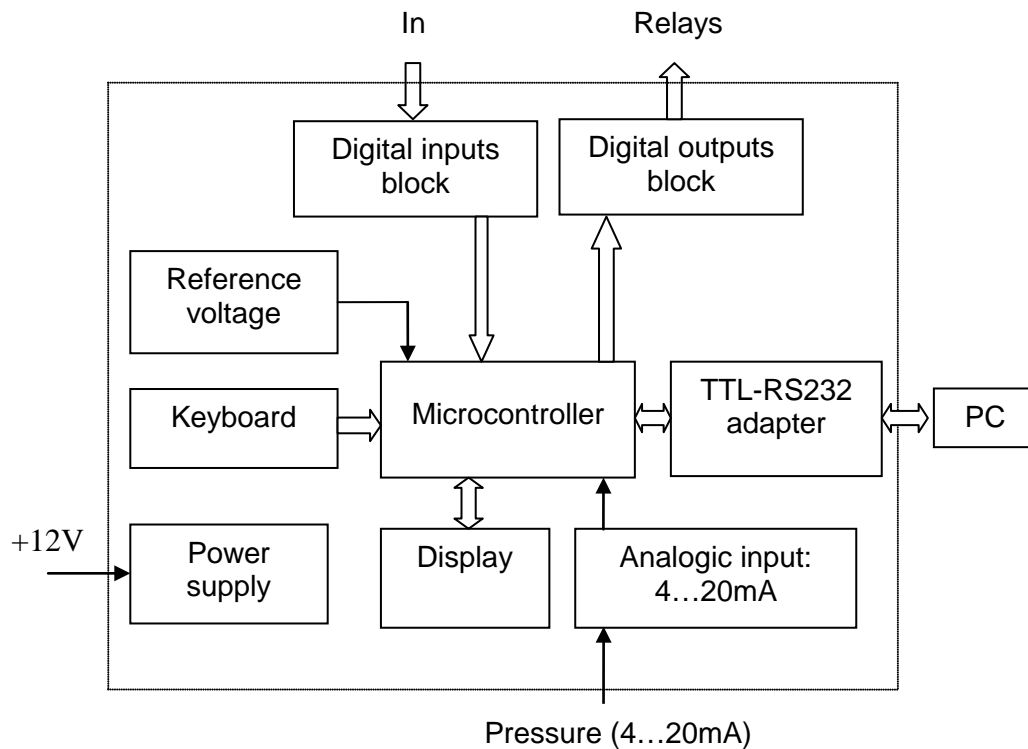 In
Relays
Digital inputs
block
Digital outputs
block
Reference
voltage
Keyboard
Microcontroller
TTL-RS232
adapter
PC
+12V
Power
supply
Display
Analogic input:
4…20mA
Pressure (4…20mA)